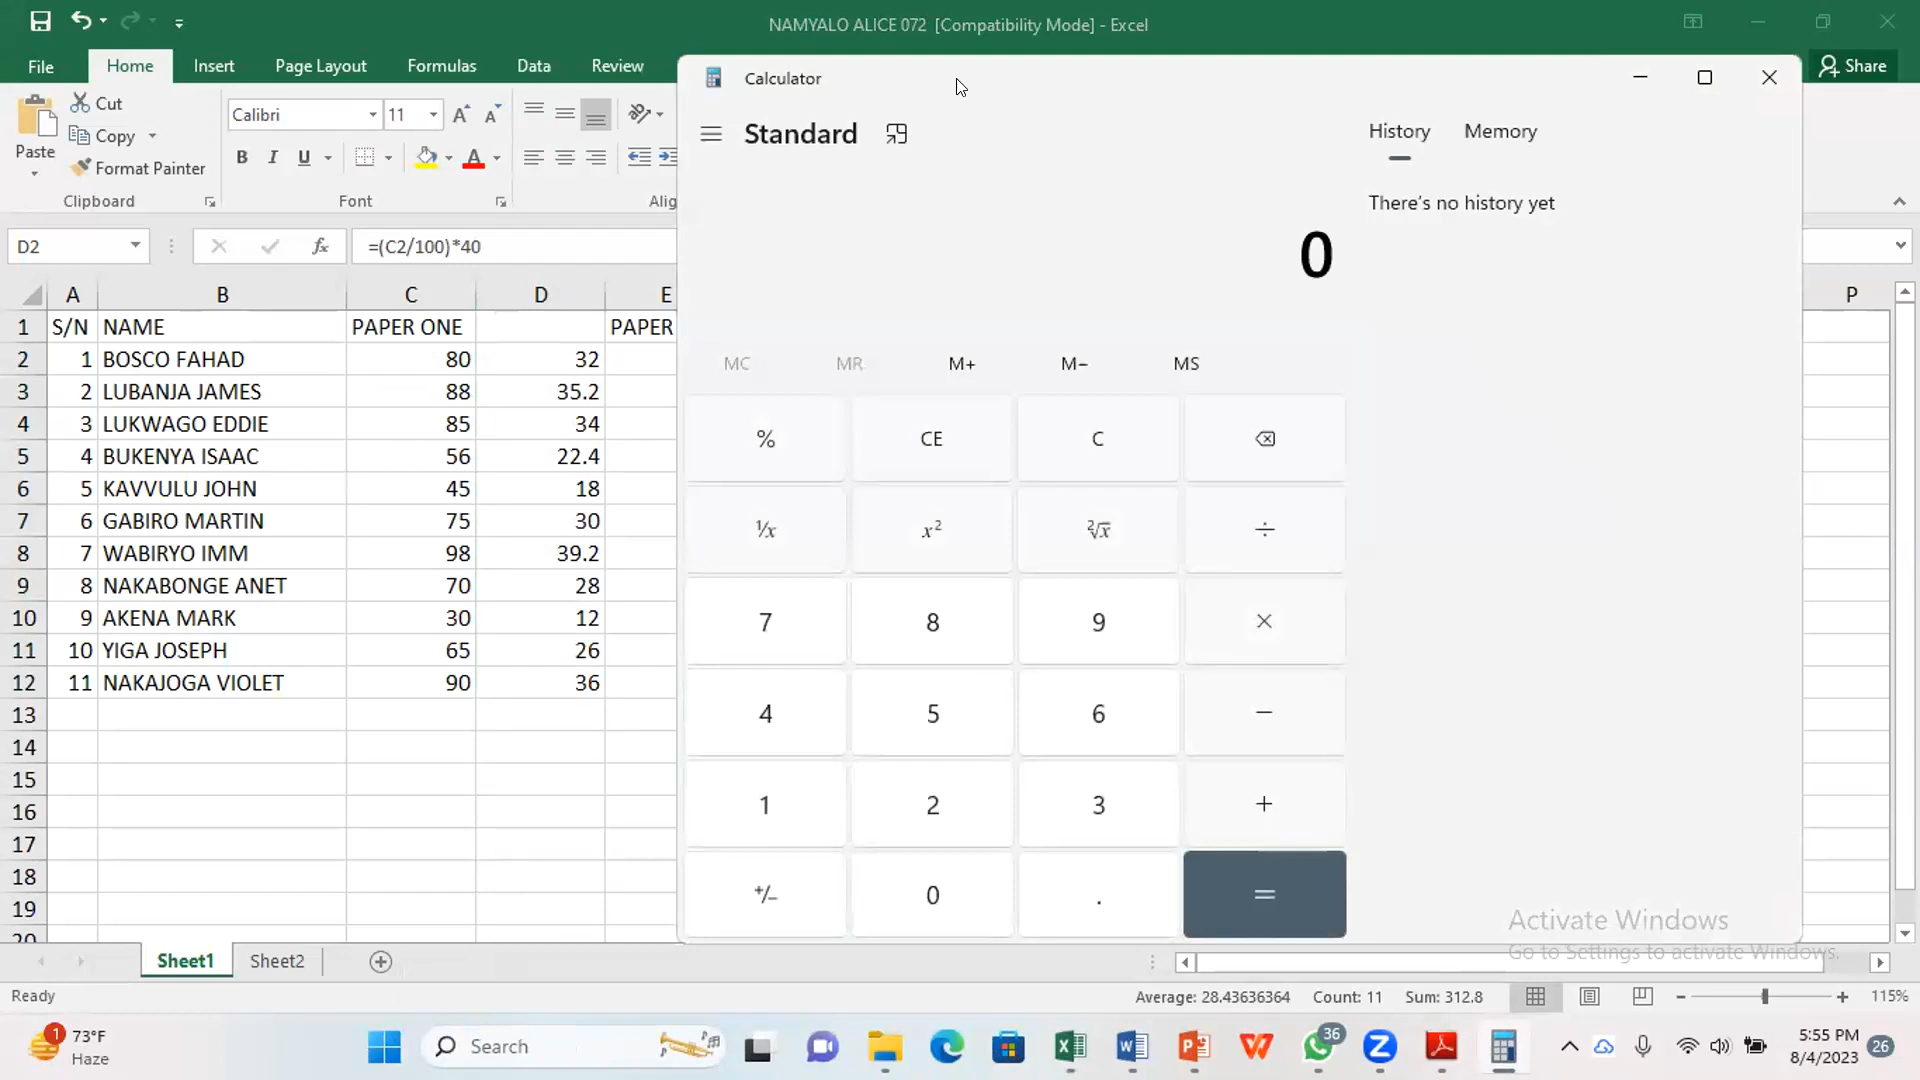 NAMYALO ALICE 072 [Compatibility Mode] - Excel
File Home Insert Page Layout Formulas Data Review
Share
Calculator
Cut
Copy
Format Painter
Paste
Clipboard
Calibri 11
B I U
Font
Alig
Standard
History Memory
There's no history yet
D2 fx =(C2/100)*40
0
A B C D E P
1 S/N NAME PAPER ONE PAPER
2 1 BOSCO FAHAD 80 32
3 2 LUBANJA JAMES 88 35.2
4 3 LUKWAGO EDDIE 85 34
5 4 BUKENYA ISAAC 56 22.4
6 5 KAVVULU JOHN 45 18
7 6 GABIRO MARTIN 75 30
8 7 WABIRYO IMM 98 39.2
9 8 NAKABONGE ANET 70 28
10 9 AKENA MARK 30 12
11 10 YIGA JOSEPH 65 26
12 11 NAKAJOGA VIOLET 90 36
13
14
15
16
17
18
19
20
MC MR M+ M− MS
% CE C
⅟x x² ²√x ÷
7 8 9 ×
4 5 6 −
1 2 3 +
+/− 0 . =
Activate Windows
Go to Settings to activate Windows.
Sheet1 Sheet2
Ready
Average: 28.43636364 Count: 11 Sum: 312.8
115%
1 73°F
Haze
Search
36
5:55 PM
8/4/2023
26